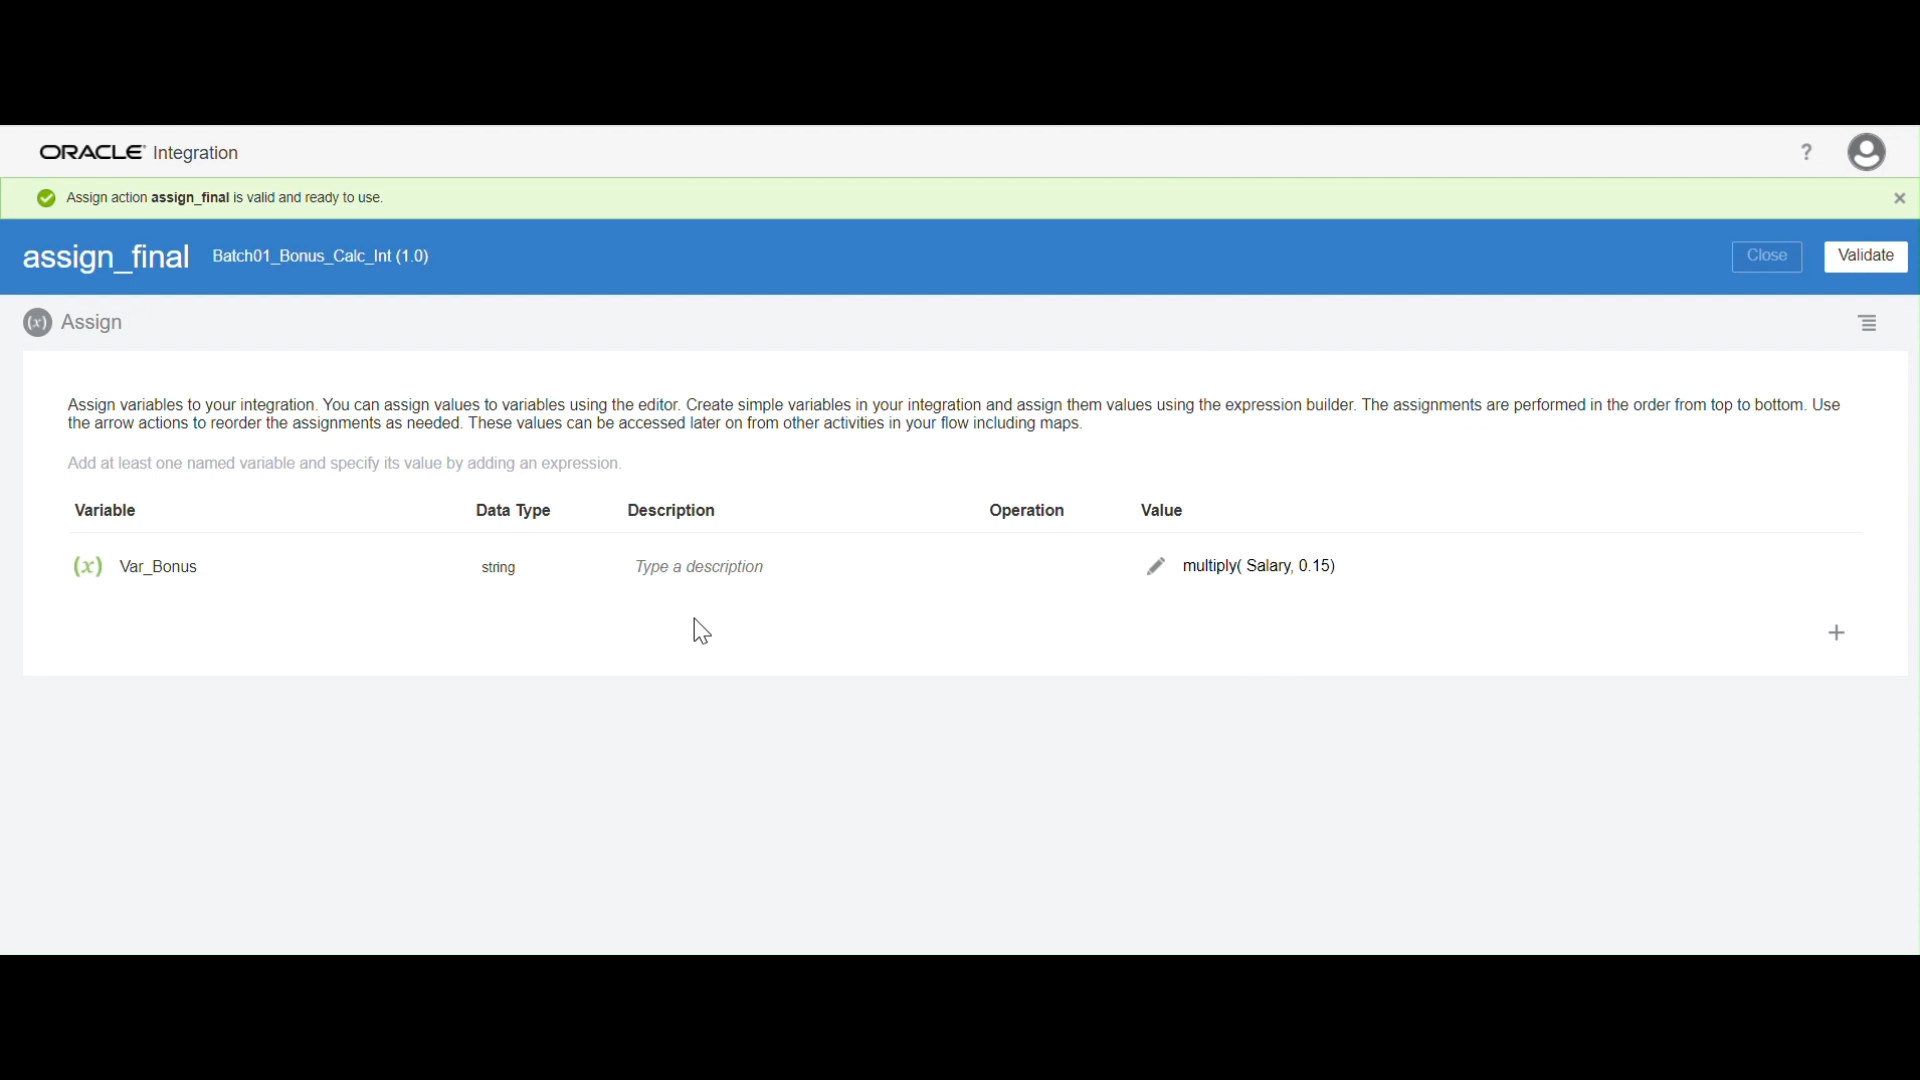 ORACLE Integration
?
Assign action assign_final is valid and ready to use.
assign_final Batch01_Bonus_Calc_Int (1.0)
Close
Validate
(x) Assign
Assign variables to your integration. You can assign values to variables using the editor. Create simple variables in your integration and assign them values using the expression builder. The assignments are performed in the order from top to bottom. Use
the arrow actions to reorder the assignments as needed. These values can be accessed later on from other activities in your flow including maps.
Add at least one named variable and specify its value by adding an expression.
Variable Data Type Description Operation Value
(x) Var_Bonus string Type a description multiply( Salary, 0.15)